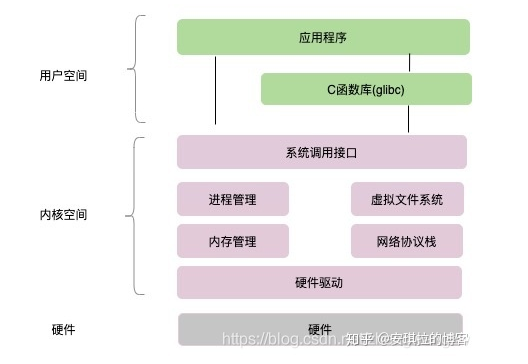 应用程序
用户空间
C函数库(glibc)
系统调用接口
进程管理
虚拟文件系统
内核空间
内存管理
网络协议栈
硬件驱动
硬件
硬件
https://blog.csdn.n
知乎 @安琪拉的博客